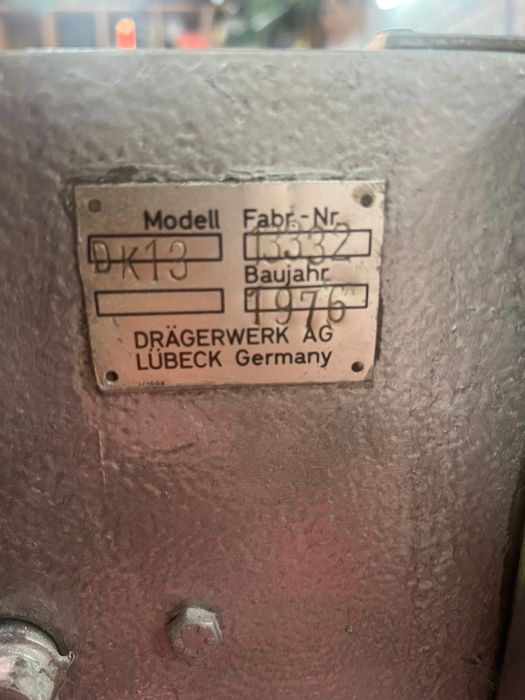 Modell Fabr.-Nr.
DK13 13332
Baujahr
1976
DRÄGERWERK AG
LÜBECK Germany